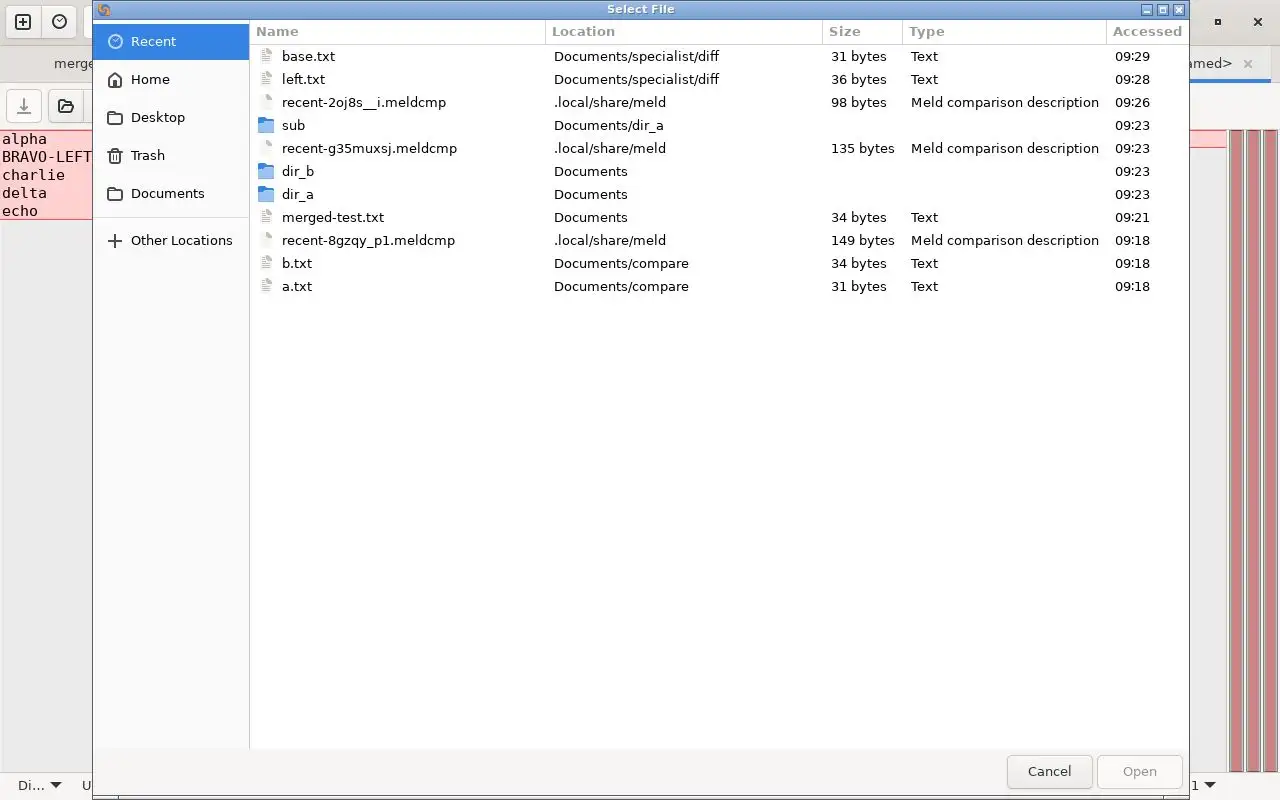 Select File
merge
amed>
Recent
Home
Desktop
Trash
Documents
Other Locations
Name Location Size Type Accessed
base.txt Documents/specialist/diff 31 bytes Text 09:29
left.txt Documents/specialist/diff 36 bytes Text 09:28
recent-2oj8s__i.meldcmp .local/share/meld 98 bytes Meld comparison description 09:26
sub Documents/dir_a 09:23
recent-g35muxsj.meldcmp .local/share/meld 135 bytes Meld comparison description 09:23
dir_b Documents 09:23
dir_a Documents 09:23
merged-test.txt Documents 34 bytes Text 09:21
recent-8gzqy_p1.meldcmp .local/share/meld 149 bytes Meld comparison description 09:18
b.txt Documents/compare 34 bytes Text 09:18
a.txt Documents/compare 31 bytes Text 09:18
alpha
BRAVO-LEFT
charlie
delta
echo
Cancel Open
Di... U
1